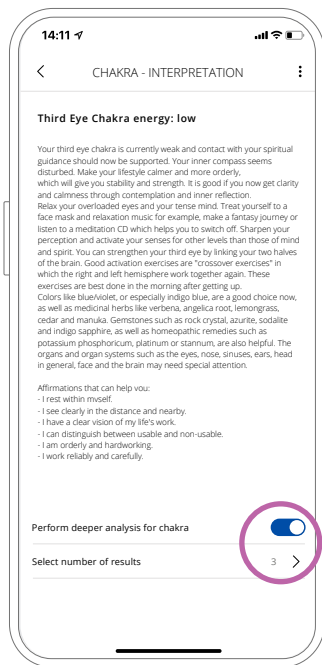 14:11
CHAKRA - INTERPRETATION
Third Eye Chakra energy: low
Your third eye chakra is currently weak and contact with your spiritual
guidance should now be supported. Your inner compass seems
disturbed. Make your lifestyle calmer and more orderly,
which will give you stability and strength. It is good if you now get clarity
and calmness through contemplation and inner reflection.
Relax your overloaded eyes and your tense mind. Treat yourself to a
face mask and relaxation music for example, make a fantasy journey or
listen to a meditation CD which helps you to switch off. Sharpen your
perception and activate your senses for other levels than those of mind
and spirit. You can strengthen your third eye by linking your two halves
of the brain. Good activation exercises are "crossover exercises" in
which the right and left hemisphere work together again. These
exercises are best done in the morning after getting up.
Colors like blue/violet, or especially indigo blue, are a good choice now,
as well as medicinal herbs like verbena, angelica root, lemongrass,
cedar and manuka. Gemstones such as rock crystal, azurite, sodalite
and indigo sapphire, as well as homeopathic remedies such as
potassium phosphoricum, platinum or stannum, are also helpful. The
organs and organ systems such as the eyes, nose, sinuses, ears, head
in general, face and the brain may need special attention.
Affirmations that can help you:
- I rest within myself.
- I see clearly in the distance and nearby.
- I have a clear vision of my life's work.
- I can distinguish between usable and non-usable.
- I am orderly and hardworking.
- I work reliably and carefully.
Perform deeper analysis for chakra
Select number of results 3